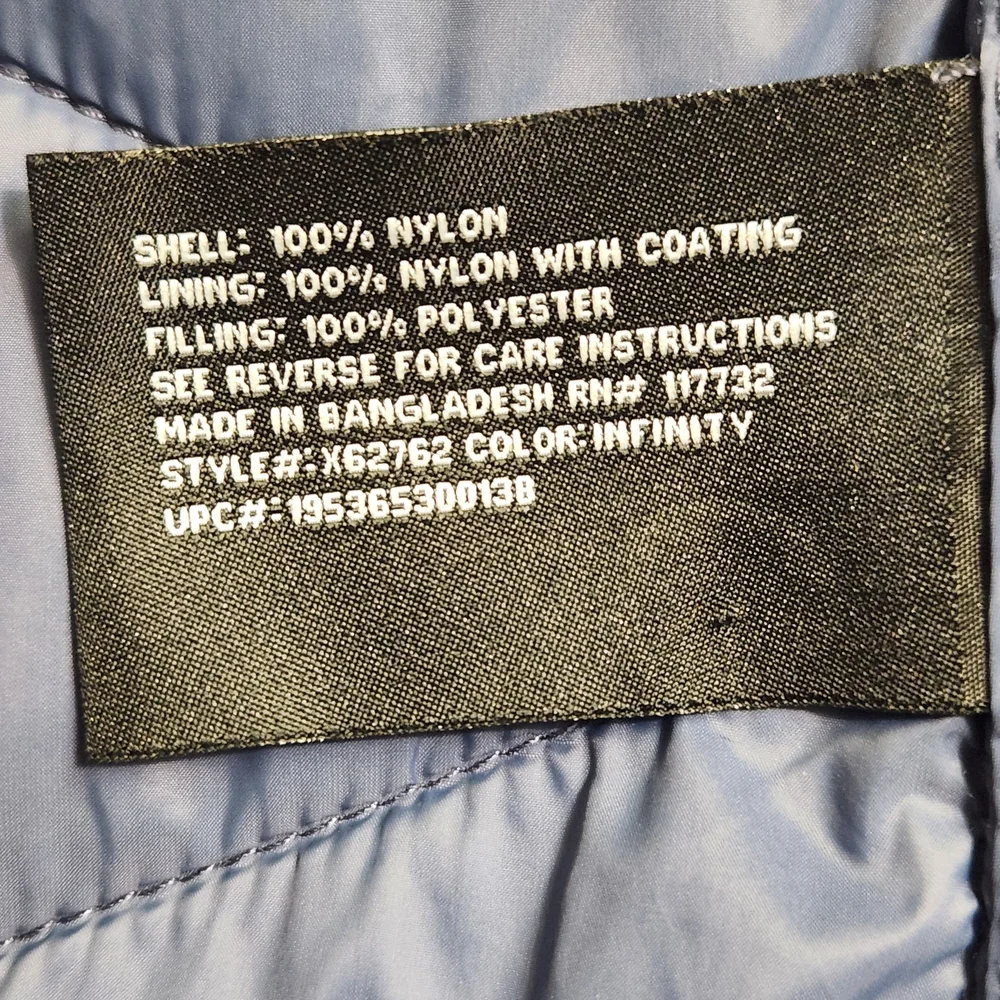 SHELL: 100% NYLON
LINING: 100% NYLON WITH COATING
FILLING: 100% POLYESTER
SEE REVERSE FOR CARE INSTRUCTIONS
MADE IN BANGLADESH RN# 117732
STYLE#:X62762 COLOR:INFINITY
UPC#:195365300138